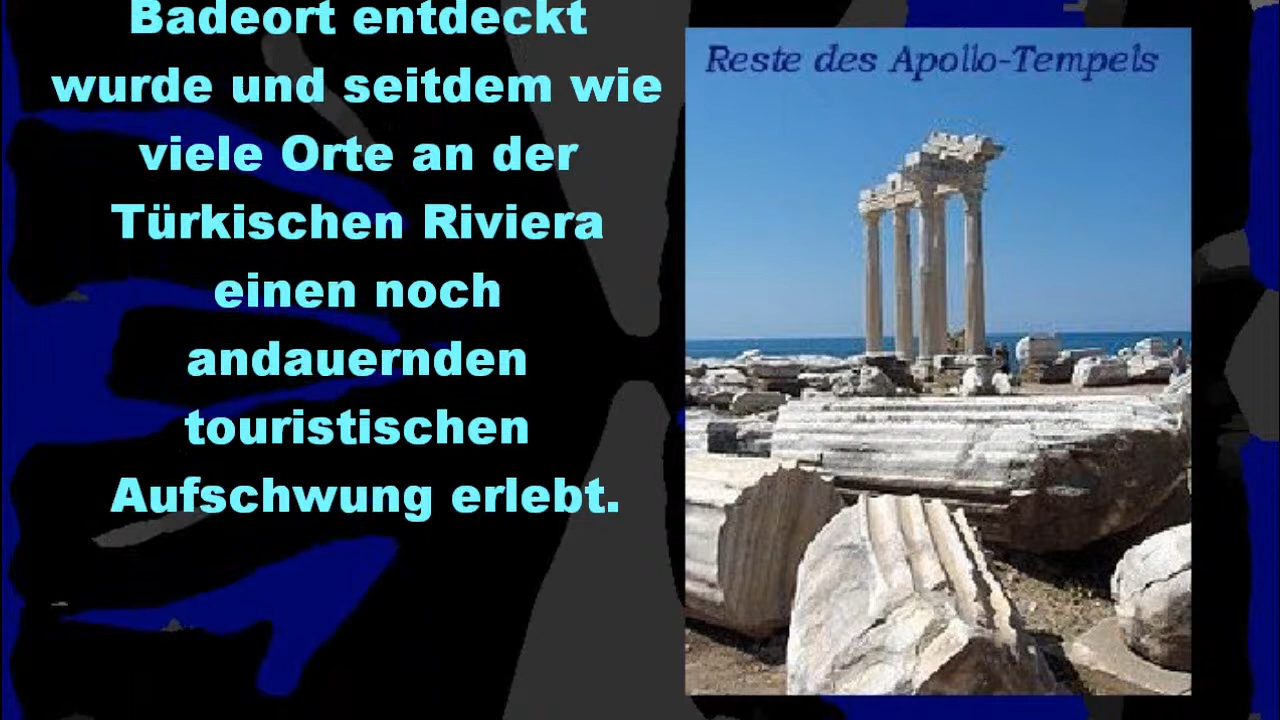 Badeort entdeckt
wurde und seitdem wie
viele Orte an der
Türkischen Riviera
einen noch
andauernden
touristischen
Aufschwung erlebt.
Reste des Apollo-Tempels